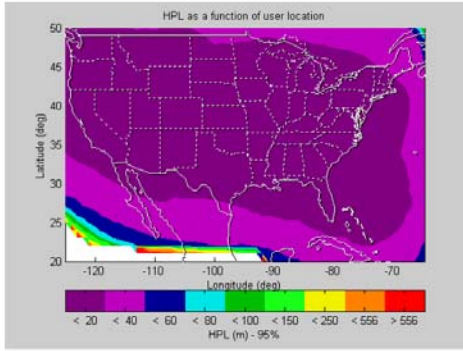 HPL as a function of user location
50
45
40
35
30
25
20
Latitude (deg)
-120 -110 -100 -90 -80 -70
Longitude (deg)
< 20 < 40 < 60 < 80 < 100 < 150 < 250 < 556 > 556
HPL (m) - 95%